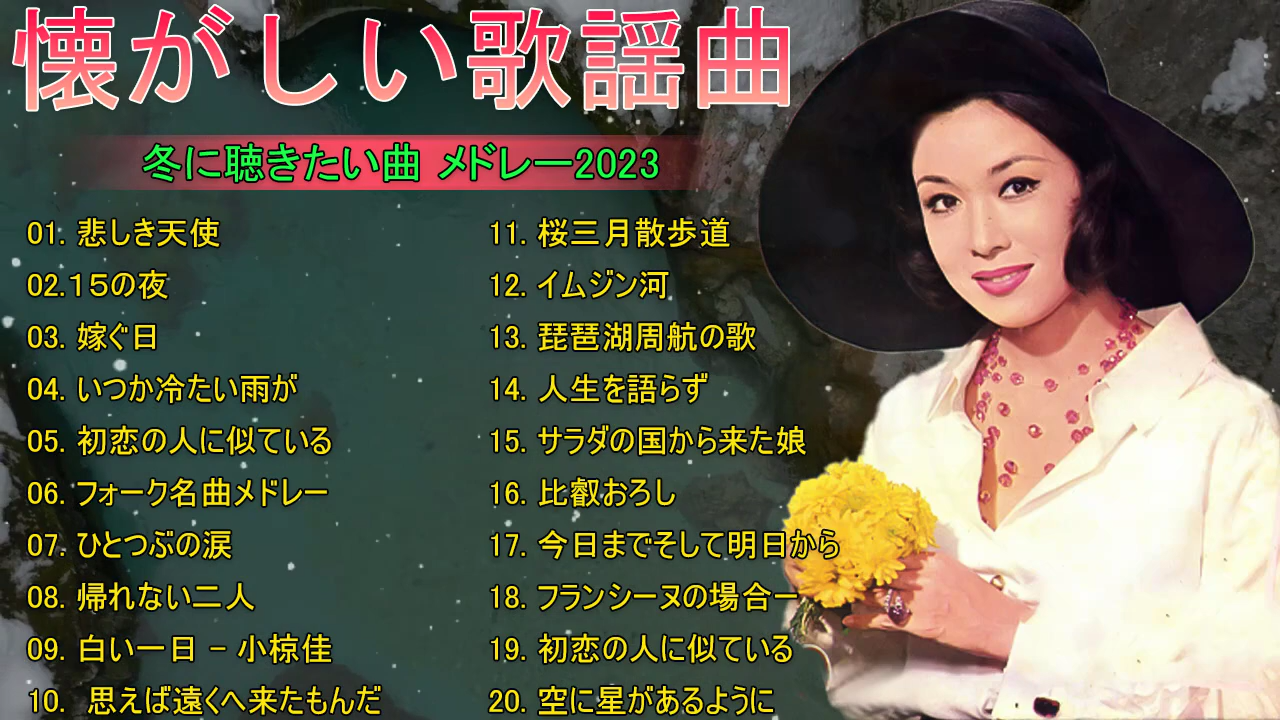 懐がしい歌謡曲
冬に聴きたい曲 メドレー2023
01. 悲しき天使
02.15の夜
03. 嫁ぐ日
04. いつか冷たい雨が
05. 初恋の人に似ている
06. フォーク名曲メドレー
07. ひとつぶの涙
08. 帰れない二人
09. 白い一日 - 小椋佳
10. 思えば遠くへ来たもんだ
11. 桜三月散歩道
12. イムジン河
13. 琵琶湖周航の歌
14. 人生を語らず
15. サラダの国から来た娘
16. 比叡おろし
17. 今日までそして明日から
18. フランシーヌの場合ー
19. 初恋の人に似ている
20. 空に星があるように